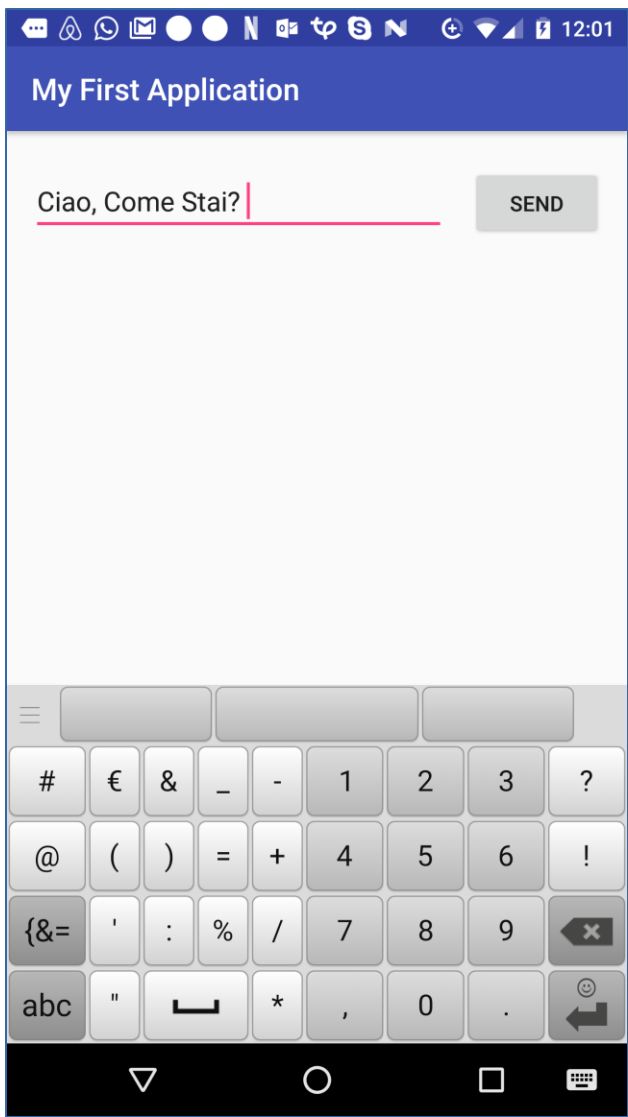 12:01
My First Application
Ciao, Come Stai?
SEND
# € & _ - 1 2 3 ?
@ ( ) = + 4 5 6 !
{&= ' : % / 7 8 9
abc " * , 0 .